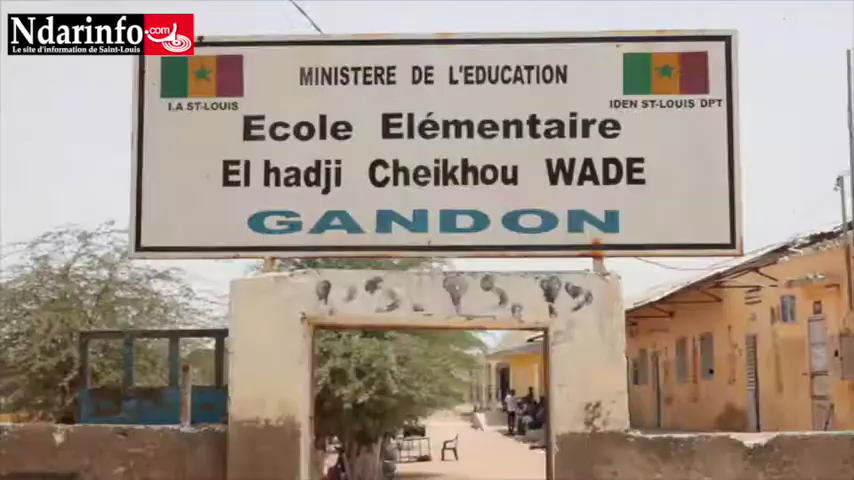 Ndarinfo.com
Le site d'information de Saint-Louis
MINISTERE DE L'EDUCATION
I.A ST-LOUIS
IDEN ST-LOUIS DPT
Ecole Elémentaire
El hadji Cheikhou WADE
GANDON